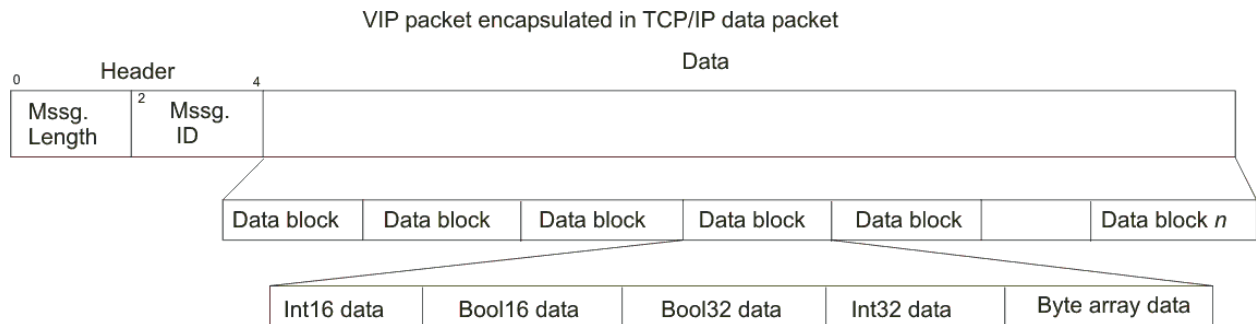 VIP packet encapsulated in TCP/IP data packet
Header
Data
0
4
2
Mssg.
Length
Mssg.
ID
Data block
Data block
Data block
Data block
Data block
Data block n
Int16 data
Bool16 data
Bool32 data
Int32 data
Byte array data